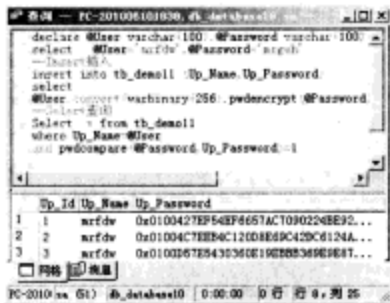 查询 — PC-201006101030.db_database10.sa
declare @User varchar(100), @Password varchar(100)
select @User='mrfdw', @Password='mrgsh'
--Insert插入
insert into tb_demo11 (Up_Name,Up_Password
select
@User,convert(varbinary(256),pwdencrypt(@Password
--Select查询
Select * from tb_demo11
where Up_Name=@User
and pwdcompare(@Password,Up_Password)=1
Up_Id Up_Name Up_Password
1 1 mrfdw
2 2 mrfdw
3 3 mrfdw
网格 消息
(51) db_database10 0:00:00 0 行 行 8, 列 25